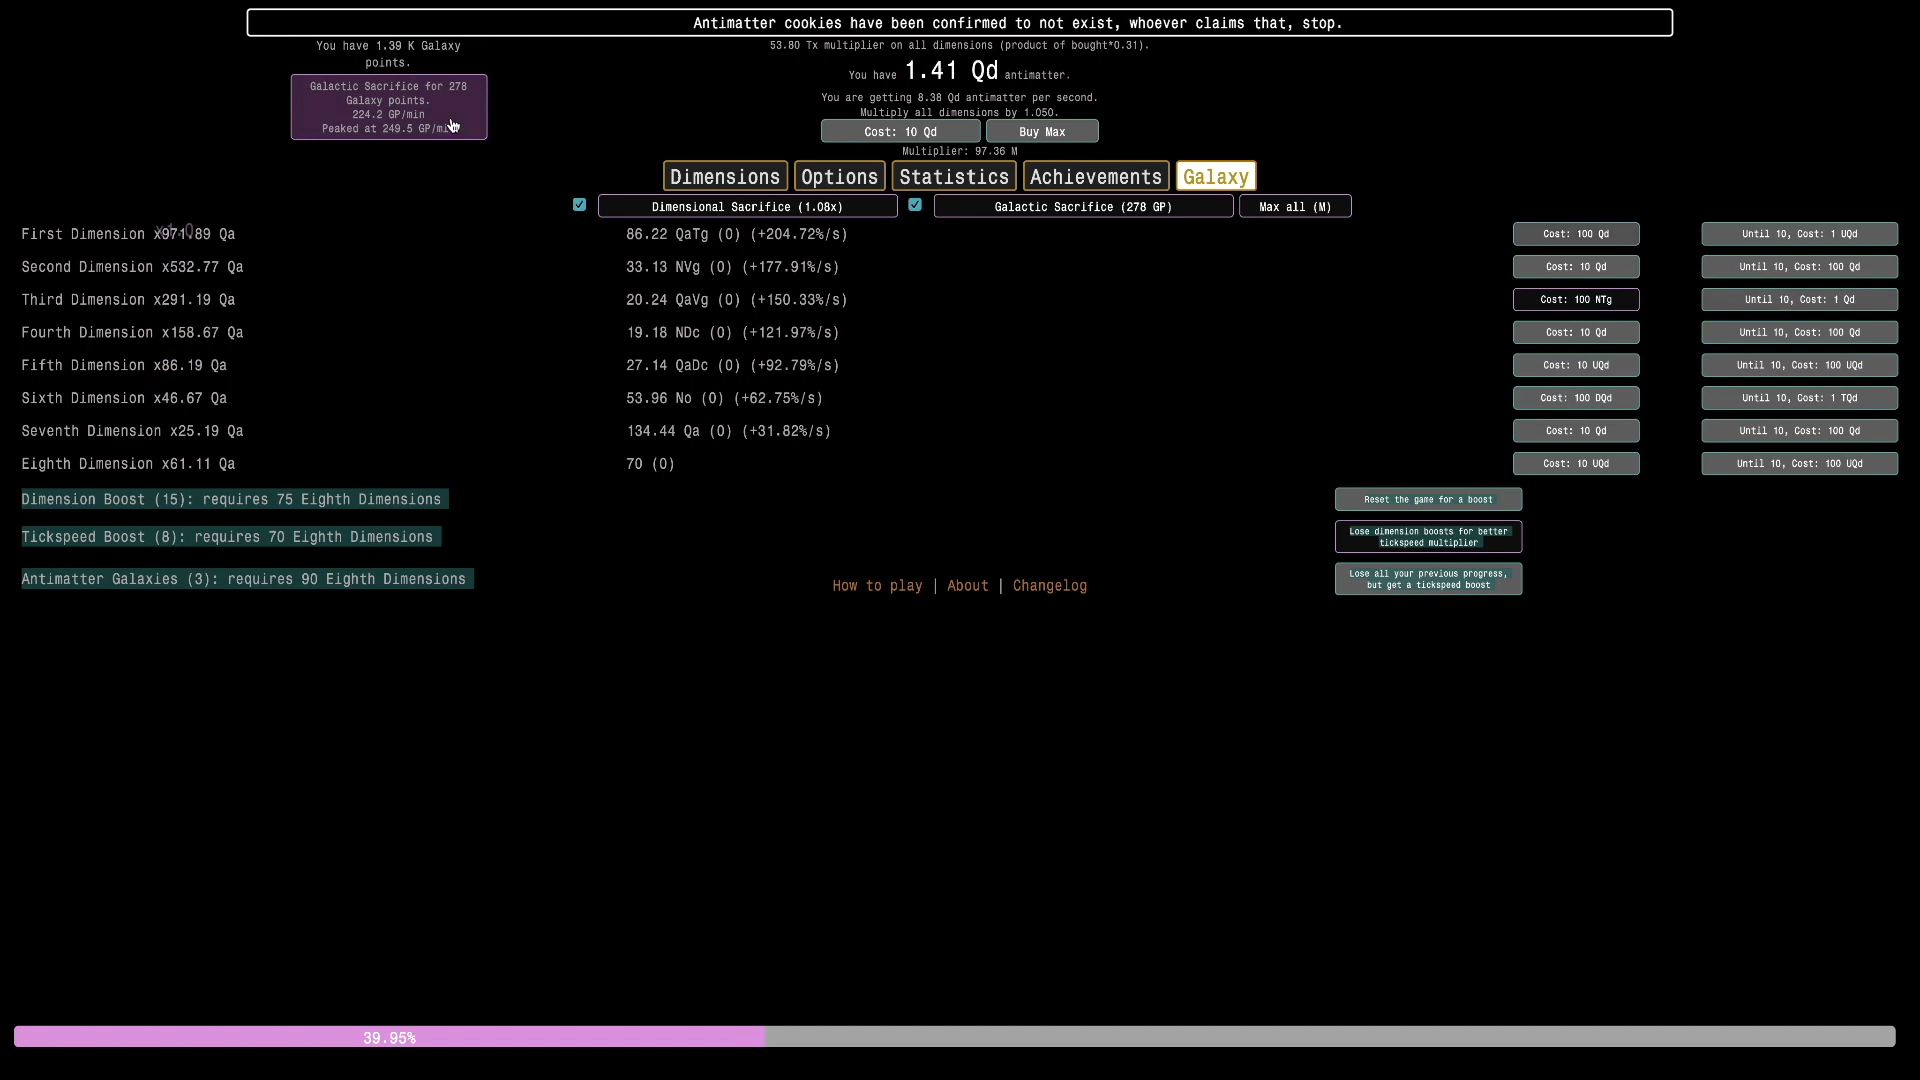 Antimatter cookies have been confirmed to not exist, whoever claims that, stop.
You have 1.39 K Galaxy
points.
53.80 Tx multiplier on all dimensions (product of bought*0.31).
You have 1.41 Qd antimatter.
Galactic Sacrifice for 278
Galaxy points.
224.2 GP/min
Peaked at 249.5 GP/min
You are getting 8.38 Qd antimatter per second.
Multiply all dimensions by 1.050.
Cost: 10 Qd Buy Max
Multiplier: 97.36 M
Dimensions Options Statistics Achievements Galaxy
Dimensional Sacrifice (1.08x) Galactic Sacrifice (278 GP) Max all (M)
First Dimension x971.89 Qa 86.22 QaTg (0) (+204.72%/s) Cost: 100 Qd Until 10, Cost: 1 UQd
Second Dimension x532.77 Qa 33.13 NVg (0) (+177.91%/s) Cost: 10 Qd Until 10, Cost: 100 Qd
Third Dimension x291.19 Qa 20.24 QaVg (0) (+150.33%/s) Cost: 100 NTg Until 10, Cost: 1 Qd
Fourth Dimension x158.67 Qa 19.18 NDc (0) (+121.97%/s) Cost: 10 Qd Until 10, Cost: 100 Qd
Fifth Dimension x86.19 Qa 27.14 QaDc (0) (+92.79%/s) Cost: 10 UQd Until 10, Cost: 100 UQd
Sixth Dimension x46.67 Qa 53.96 No (0) (+62.75%/s) Cost: 100 DQd Until 10, Cost: 1 TQd
Seventh Dimension x25.19 Qa 134.44 Qa (0) (+31.82%/s) Cost: 10 Qd Until 10, Cost: 100 Qd
Eighth Dimension x61.11 Qa 70 (0) Cost: 10 UQd Until 10, Cost: 100 UQd
Dimension Boost (15): requires 75 Eighth Dimensions Reset the game for a boost
Tickspeed Boost (8): requires 70 Eighth Dimensions Lose dimension boosts for better
tickspeed multiplier
Antimatter Galaxies (3): requires 90 Eighth Dimensions Lose all your previous progress,
but get a tickspeed boost
How to play | About | Changelog
39.95%